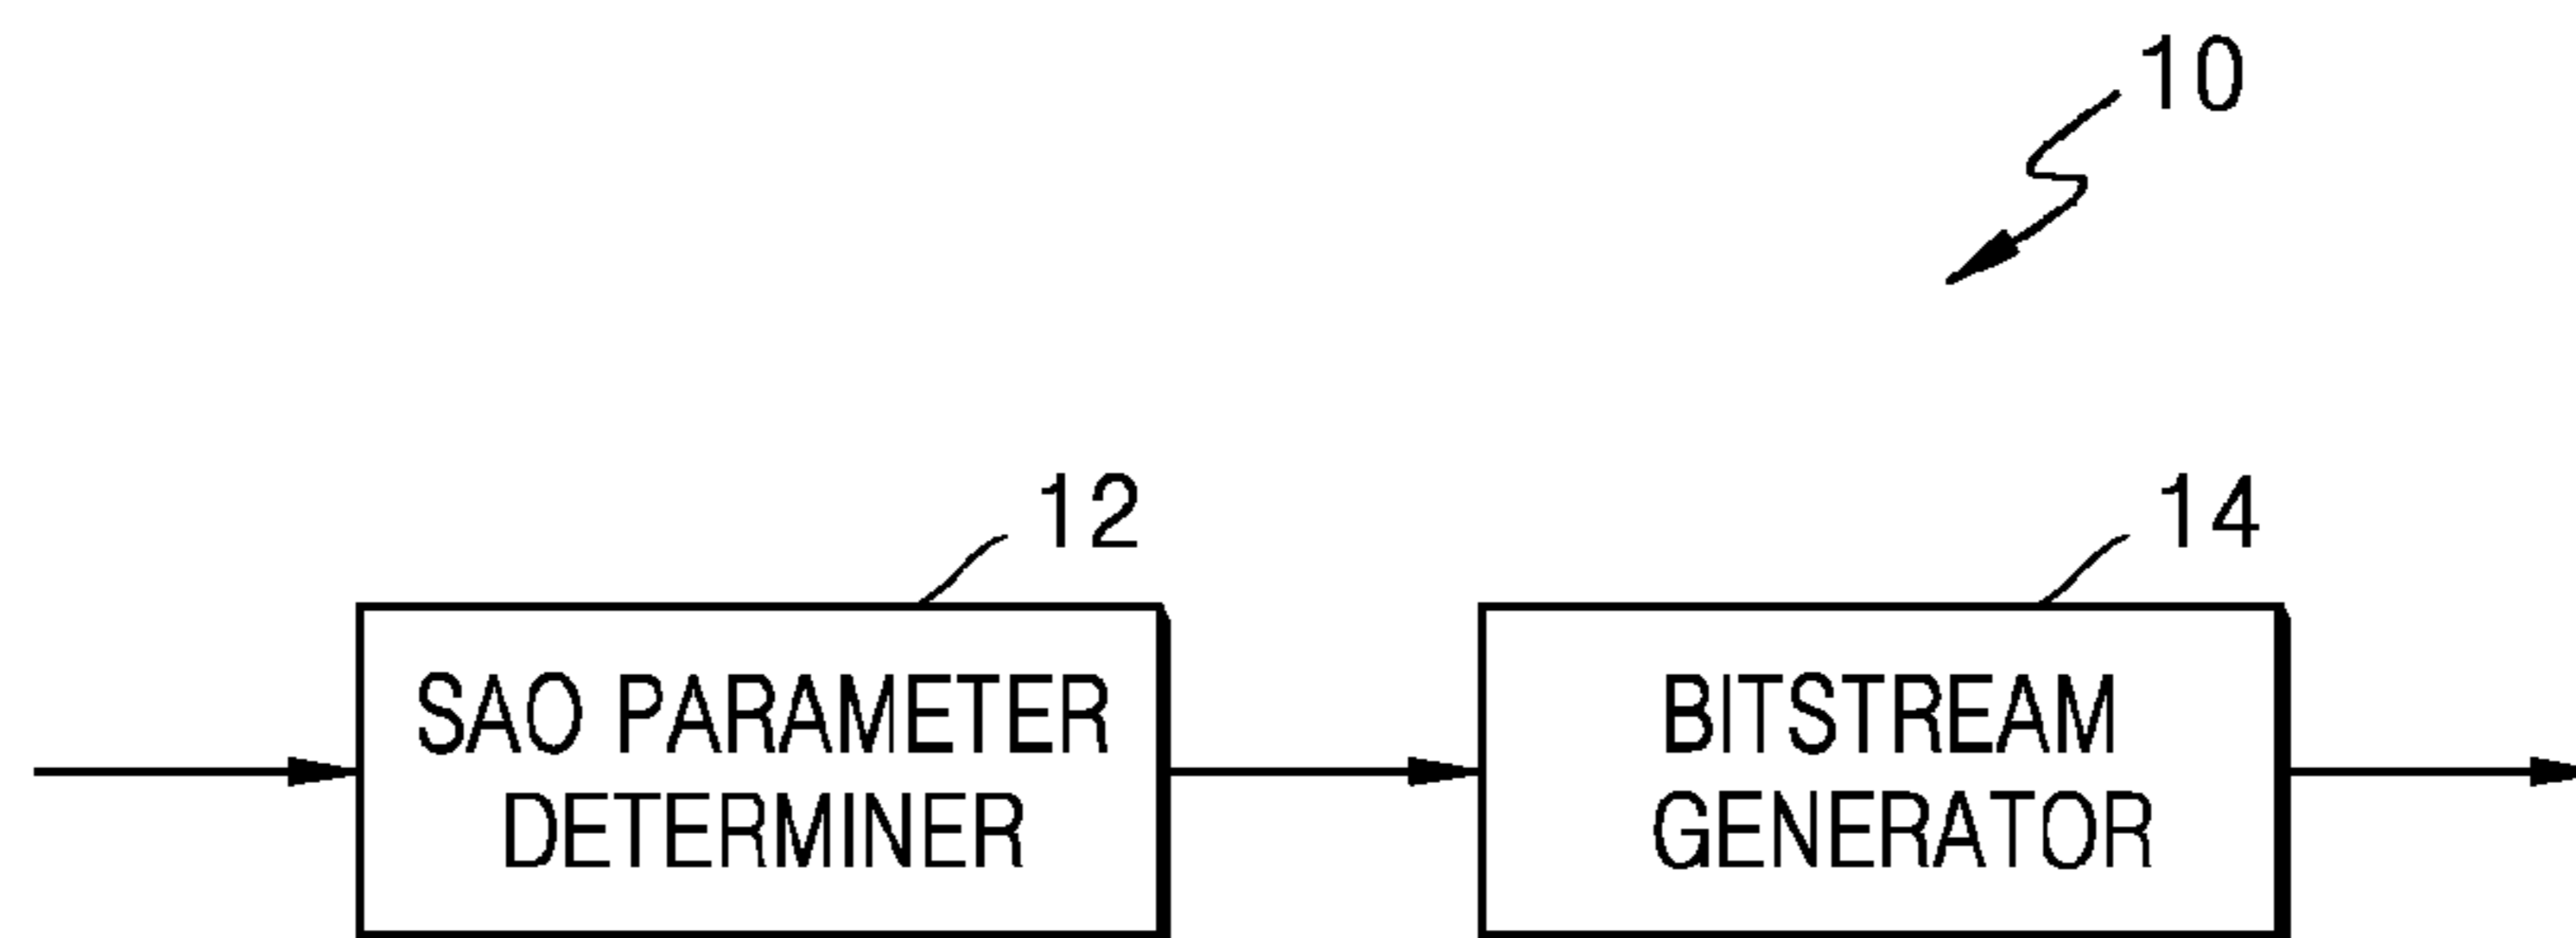 10
12
14
SAO PARAMETER
DETERMINER
BITSTREAM
GENERATOR